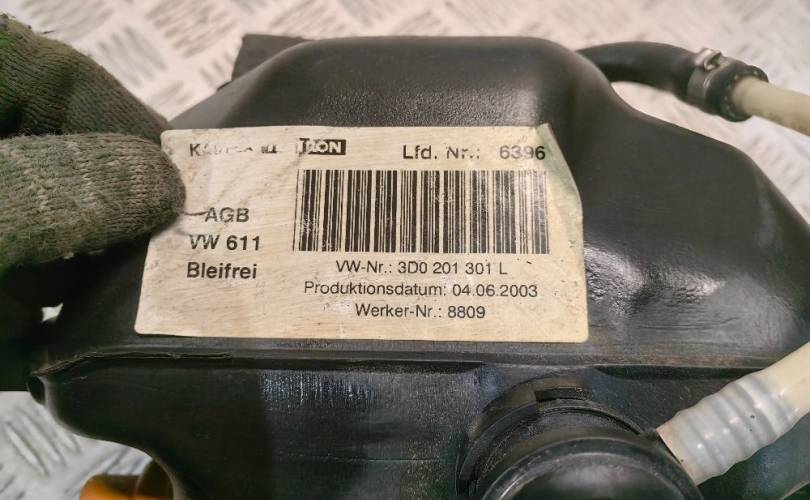 TRON Lfd. Nr.: 6396
AGB
VW 611
Bleifrei
VW-Nr.: 3D0 201 301 L
Produktionsdatum: 04.06.2003
Werker-Nr.: 8809